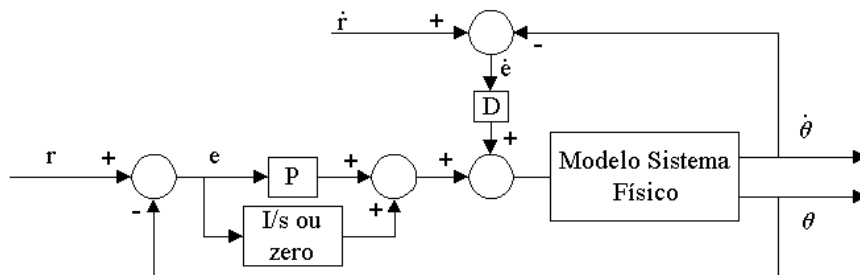 ṙ
+
-
ė
D
+
r
+
-
e
P
+
+
+
I/s ou
zero
Modelo Sistema
Físico
θ̇
θ